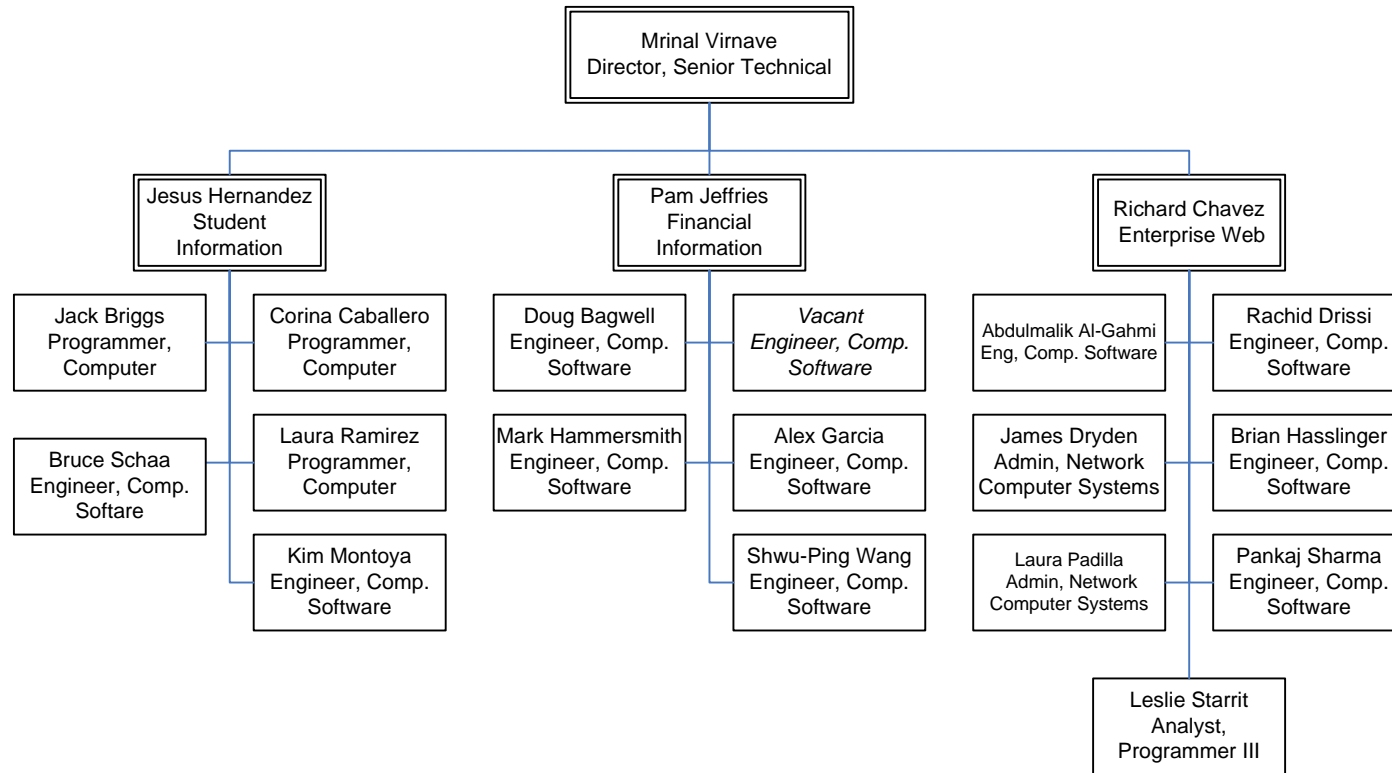 Mrinal Virnave
Director, Senior Technical
Jesus Hernandez
Student
Information
Pam Jeffries
Financial
Information
Richard Chavez
Enterprise Web
Jack Briggs
Programmer,
Computer
Corina Caballero
Programmer,
Computer
Bruce Schaa
Engineer, Comp.
Softare
Laura Ramirez
Programmer,
Computer
Kim Montoya
Engineer, Comp.
Software
Doug Bagwell
Engineer, Comp.
Software
Vacant
Engineer, Comp.
Software
Mark Hammersmith
Engineer, Comp.
Software
Alex Garcia
Engineer, Comp.
Software
Shwu-Ping Wang
Engineer, Comp.
Software
Abdulmalik Al-Gahmi
Eng, Comp. Software
Rachid Drissi
Engineer, Comp.
Software
James Dryden
Admin, Network
Computer Systems
Brian Hasslinger
Engineer, Comp.
Software
Laura Padilla
Admin, Network
Computer Systems
Pankaj Sharma
Engineer, Comp.
Software
Leslie Starrit
Analyst,
Programmer III